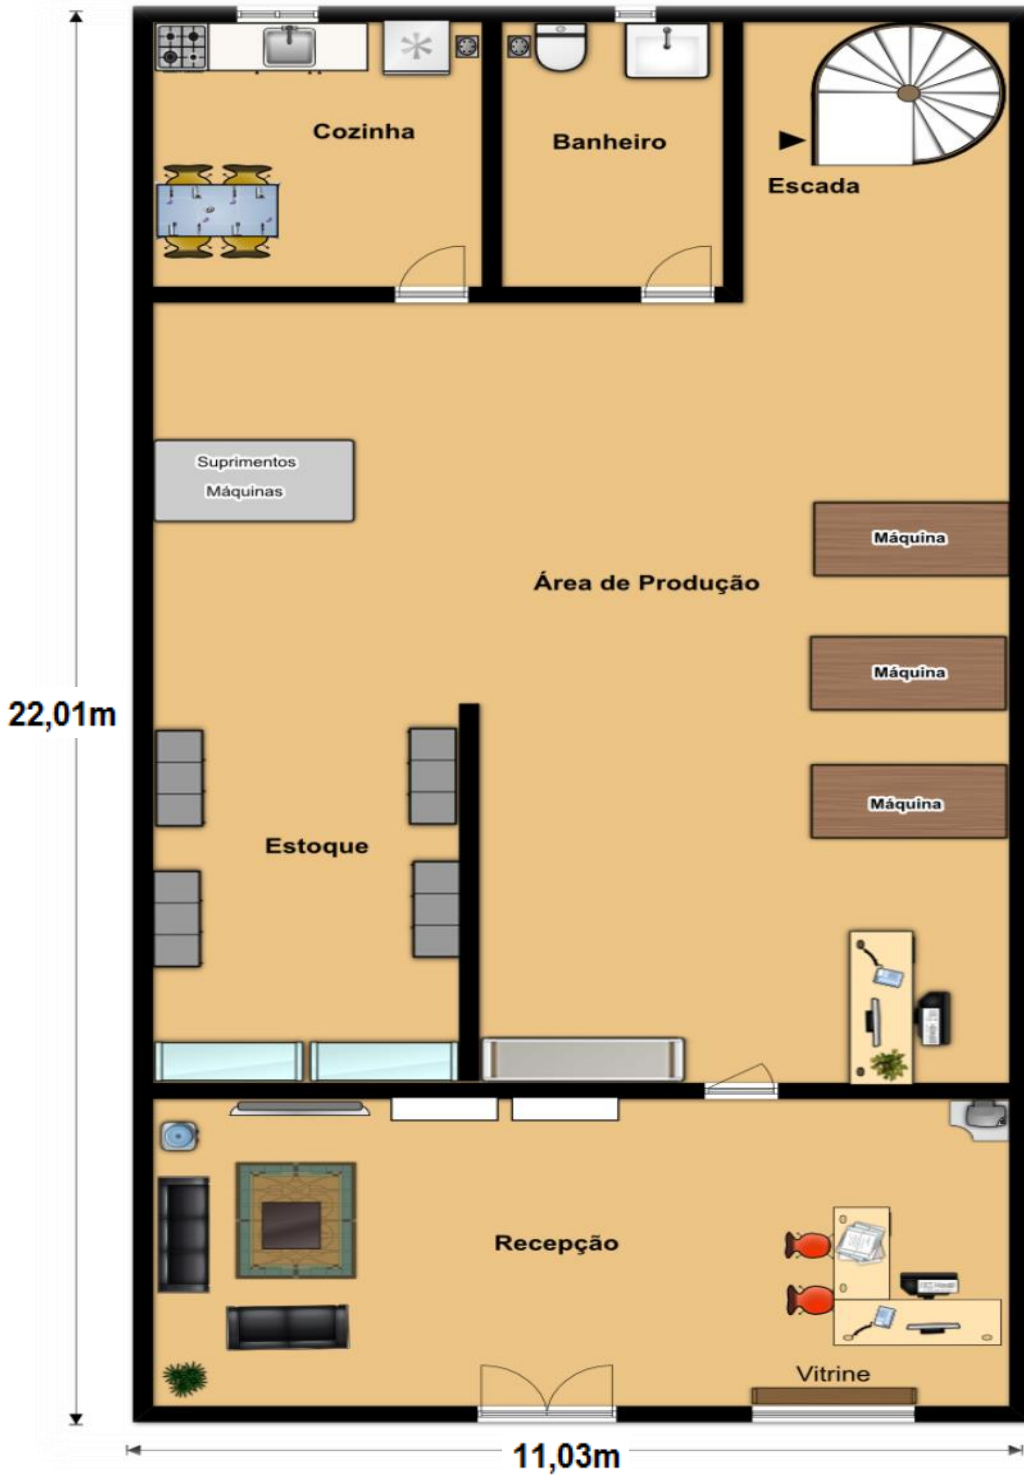 Cozinha
Banheiro
Escada
Suprimentos
Máquinas
Máquina
Área de Produção
Máquina
22,01m
Máquina
Estoque
Recepção
Vitrine
11,03m